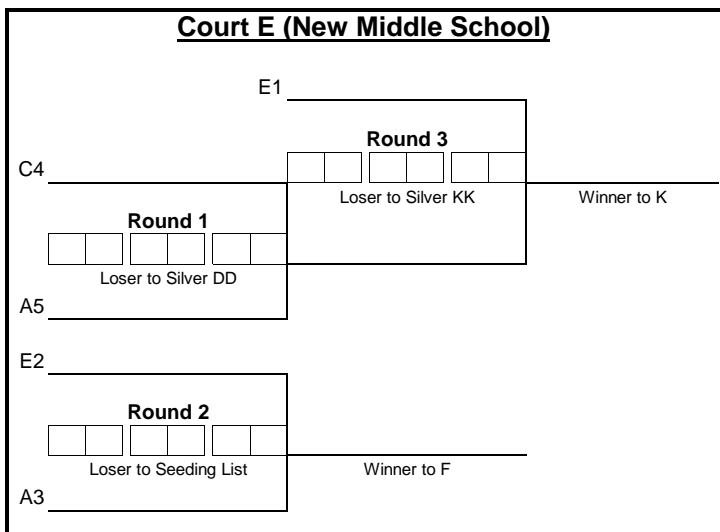 Court E (New Middle School)
E1
Round 3
C4
Loser to Silver KK
Winner to K
Round 1
Loser to Silver DD
A5
E2
Round 2
Loser to Seeding List
Winner to F
A3